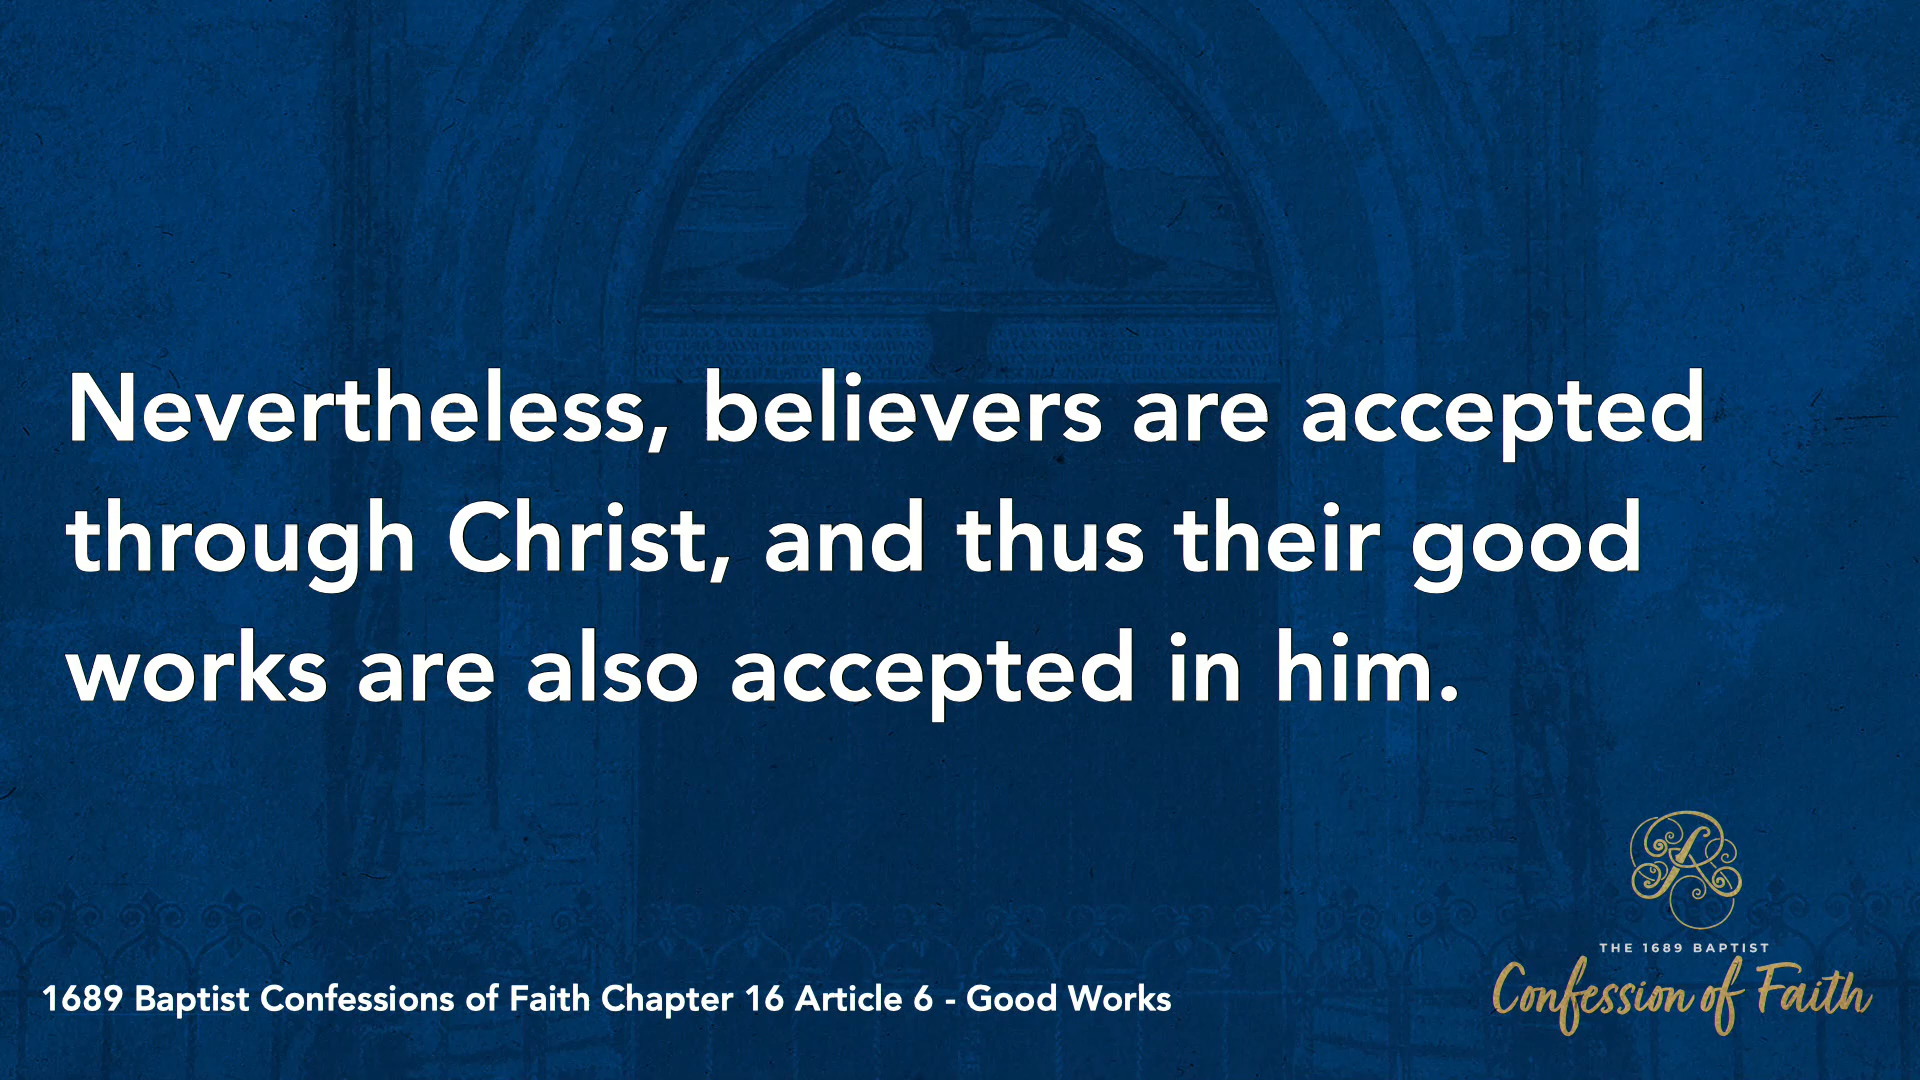 Nevertheless, believers are accepted
through Christ, and thus their good
works are also accepted in him.
THE 1689 BAPTIST
Confession of Faith
1689 Baptist Confessions of Faith Chapter 16 Article 6 - Good Works